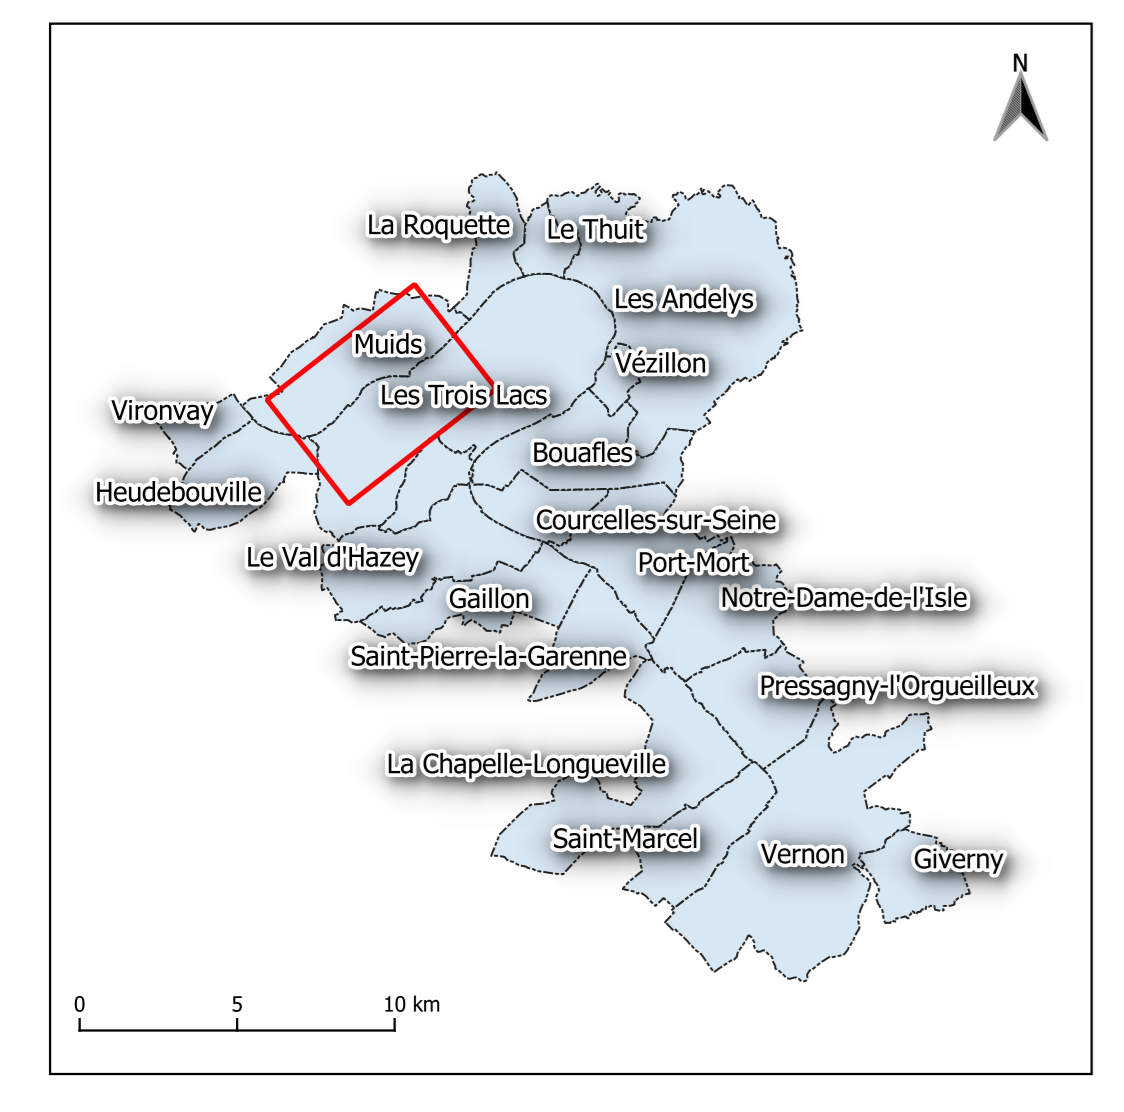 N
La Roquette
Le Thuit
Les Andelys
Muids
Vézillon
Les Trois Lacs
Vironvay
Bouafles
Heudebouville
Courcelles-sur-Seine
Le Val d'Hazey
Port-Mort
Gaillon
Notre-Dame-de-l'Isle
Saint-Pierre-la-Garenne
Pressagny-l'Orgueilleux
La Chapelle-Longueville
Saint-Marcel
Vernon
Giverny
0 5 10 km